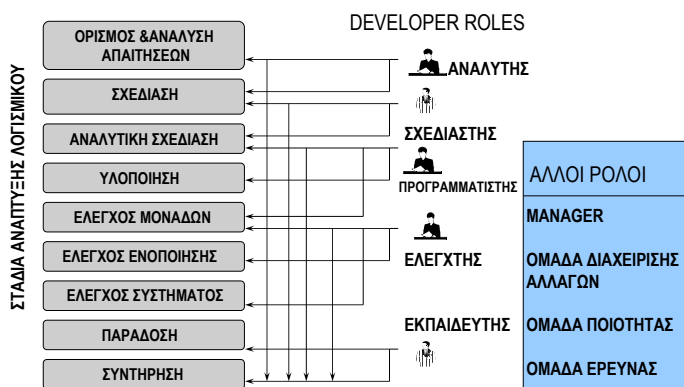 DEVELOPER ROLES
ΣΤΑΔΙΑ ΑΝΑΠΤΥΞΗΣ ΛΟΓΙΣΜΙΚΟΥ
ΟΡΙΣΜΟΣ &ΑΝΑΛΥΣΗ
ΑΠΑΙΤΗΣΕΩΝ
ΣΧΕΔΙΑΣΗ
ΑΝΑΛΥΤΙΚΗ ΣΧΕΔΙΑΣΗ
ΥΛΟΠΟΙΗΣΗ
ΕΛΕΓΧΟΣ ΜΟΝΑΔΩΝ
ΕΛΕΓΧΟΣ ΕΝΟΠΟΙΗΣΗΣ
ΕΛΕΓΧΟΣ ΣΥΣΤΗΜΑΤΟΣ
ΠΑΡΑΔΟΣΗ
ΣΥΝΤΗΡΗΣΗ
ΑΝΑΛΥΤΗΣ
ΣΧΕΔΙΑΣΤΗΣ
ΠΡΟΓΡΑΜΜΑΤΙΣΤΗΣ
ΕΛΕΓΧΤΗΣ
ΕΚΠΑΙΔΕΥΤΗΣ
ΑΛΛΟΙ ΡΟΛΟΙ
MANAGER
ΟΜΑΔΑ ΔΙΑΧΕΙΡΙΣΗΣ
ΑΛΛΑΓΩΝ
ΟΜΑΔΑ ΠΟΙΟΤΗΤΑΣ
ΟΜΑΔΑ ΕΡΕΥΝΑΣ